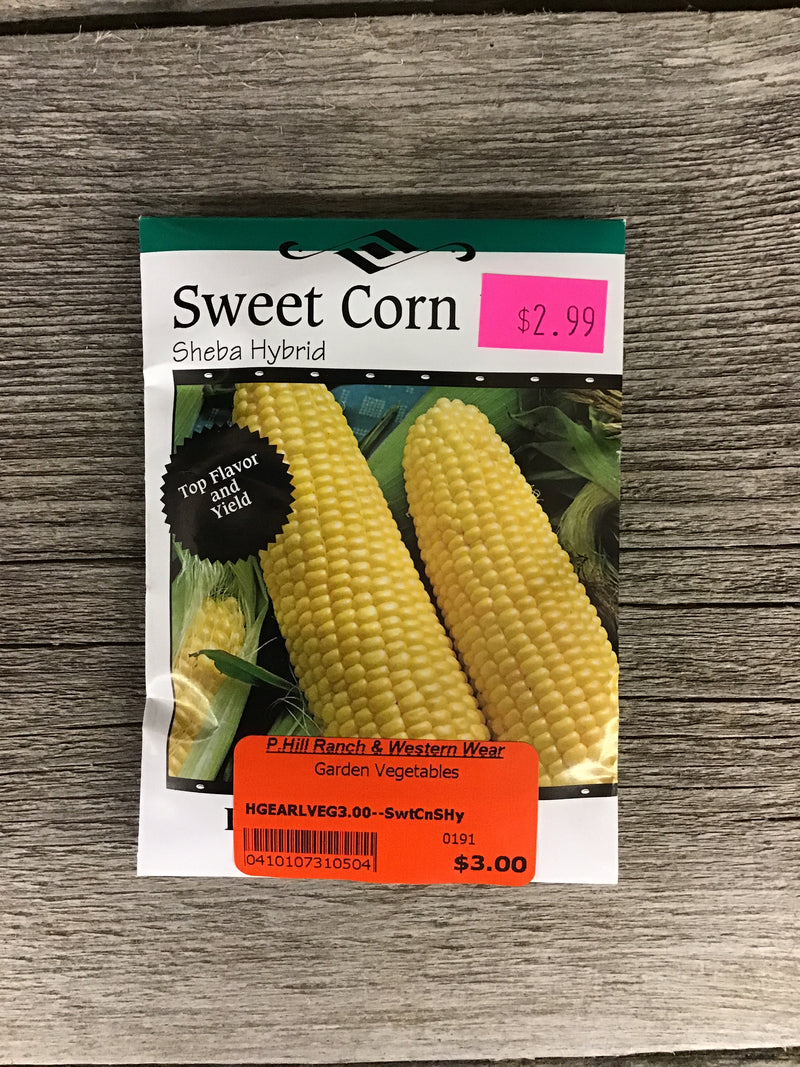 Sweet Corn
$2.99
Sheba Hybrid
Top Flavor
and
Yield
P.Hill Ranch & Western Wear
Garden Vegetables
HGEARLVEG3.00--SwtCnSHy
0191
0410107310504
$3.00